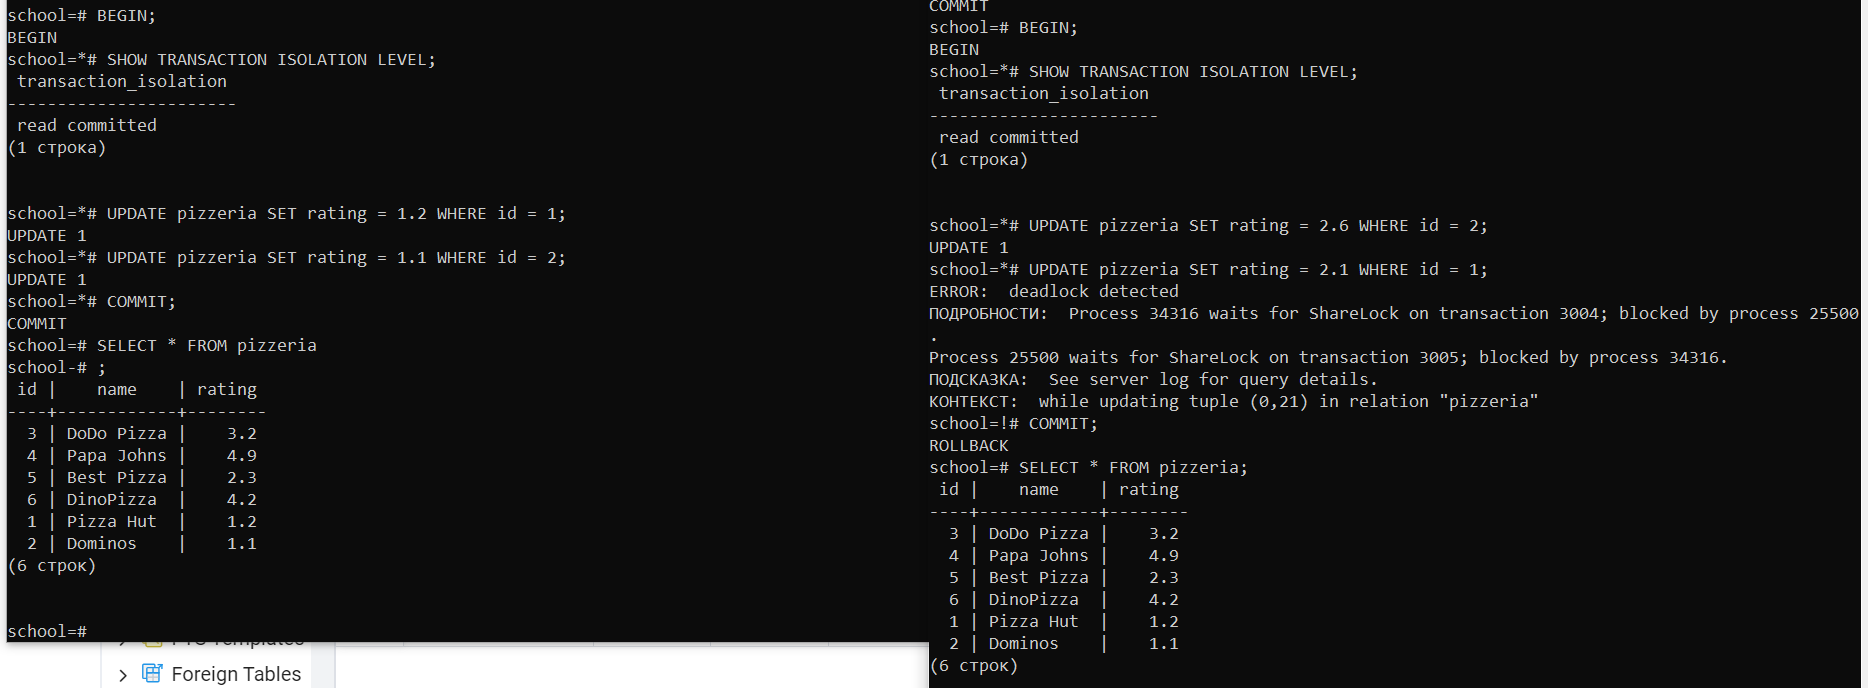 school=# BEGIN;
BEGIN
school=*# SHOW TRANSACTION ISOLATION LEVEL;
 transaction_isolation
-----------------------
 read committed
(1 строка)
school=*# UPDATE pizzeria SET rating = 1.2 WHERE id = 1;
UPDATE 1
school=*# UPDATE pizzeria SET rating = 1.1 WHERE id = 2;
UPDATE 1
school=*# COMMIT;
COMMIT
school=# SELECT * FROM pizzeria
school-# ;
 id |    name    | rating
----+------------+--------
  3 | DoDo Pizza |    3.2
  4 | Papa Johns |    4.9
  5 | Best Pizza |    2.3
  6 | DinoPizza  |    4.2
  1 | Pizza Hut  |    1.2
  2 | Dominos    |    1.1
(6 строк)
school=#
Foreign Tables
COMMIT
school=# BEGIN;
BEGIN
school=*# SHOW TRANSACTION ISOLATION LEVEL;
 transaction_isolation
-----------------------
 read committed
(1 строка)
school=*# UPDATE pizzeria SET rating = 2.6 WHERE id = 2;
UPDATE 1
school=*# UPDATE pizzeria SET rating = 2.1 WHERE id = 1;
ERROR:  deadlock detected
ПОДРОБНОСТИ:  Process 34316 waits for ShareLock on transaction 3004; blocked by process 25500
.
Process 25500 waits for ShareLock on transaction 3005; blocked by process 34316.
ПОДСКАЗКА:  See server log for query details.
КОНТЕКСТ:  while updating tuple (0,21) in relation "pizzeria"
school=!# COMMIT;
ROLLBACK
school=# SELECT * FROM pizzeria;
 id |    name    | rating
----+------------+--------
  3 | DoDo Pizza |    3.2
  4 | Papa Johns |    4.9
  5 | Best Pizza |    2.3
  6 | DinoPizza  |    4.2
  1 | Pizza Hut  |    1.2
  2 | Dominos    |    1.1
(6 строк)